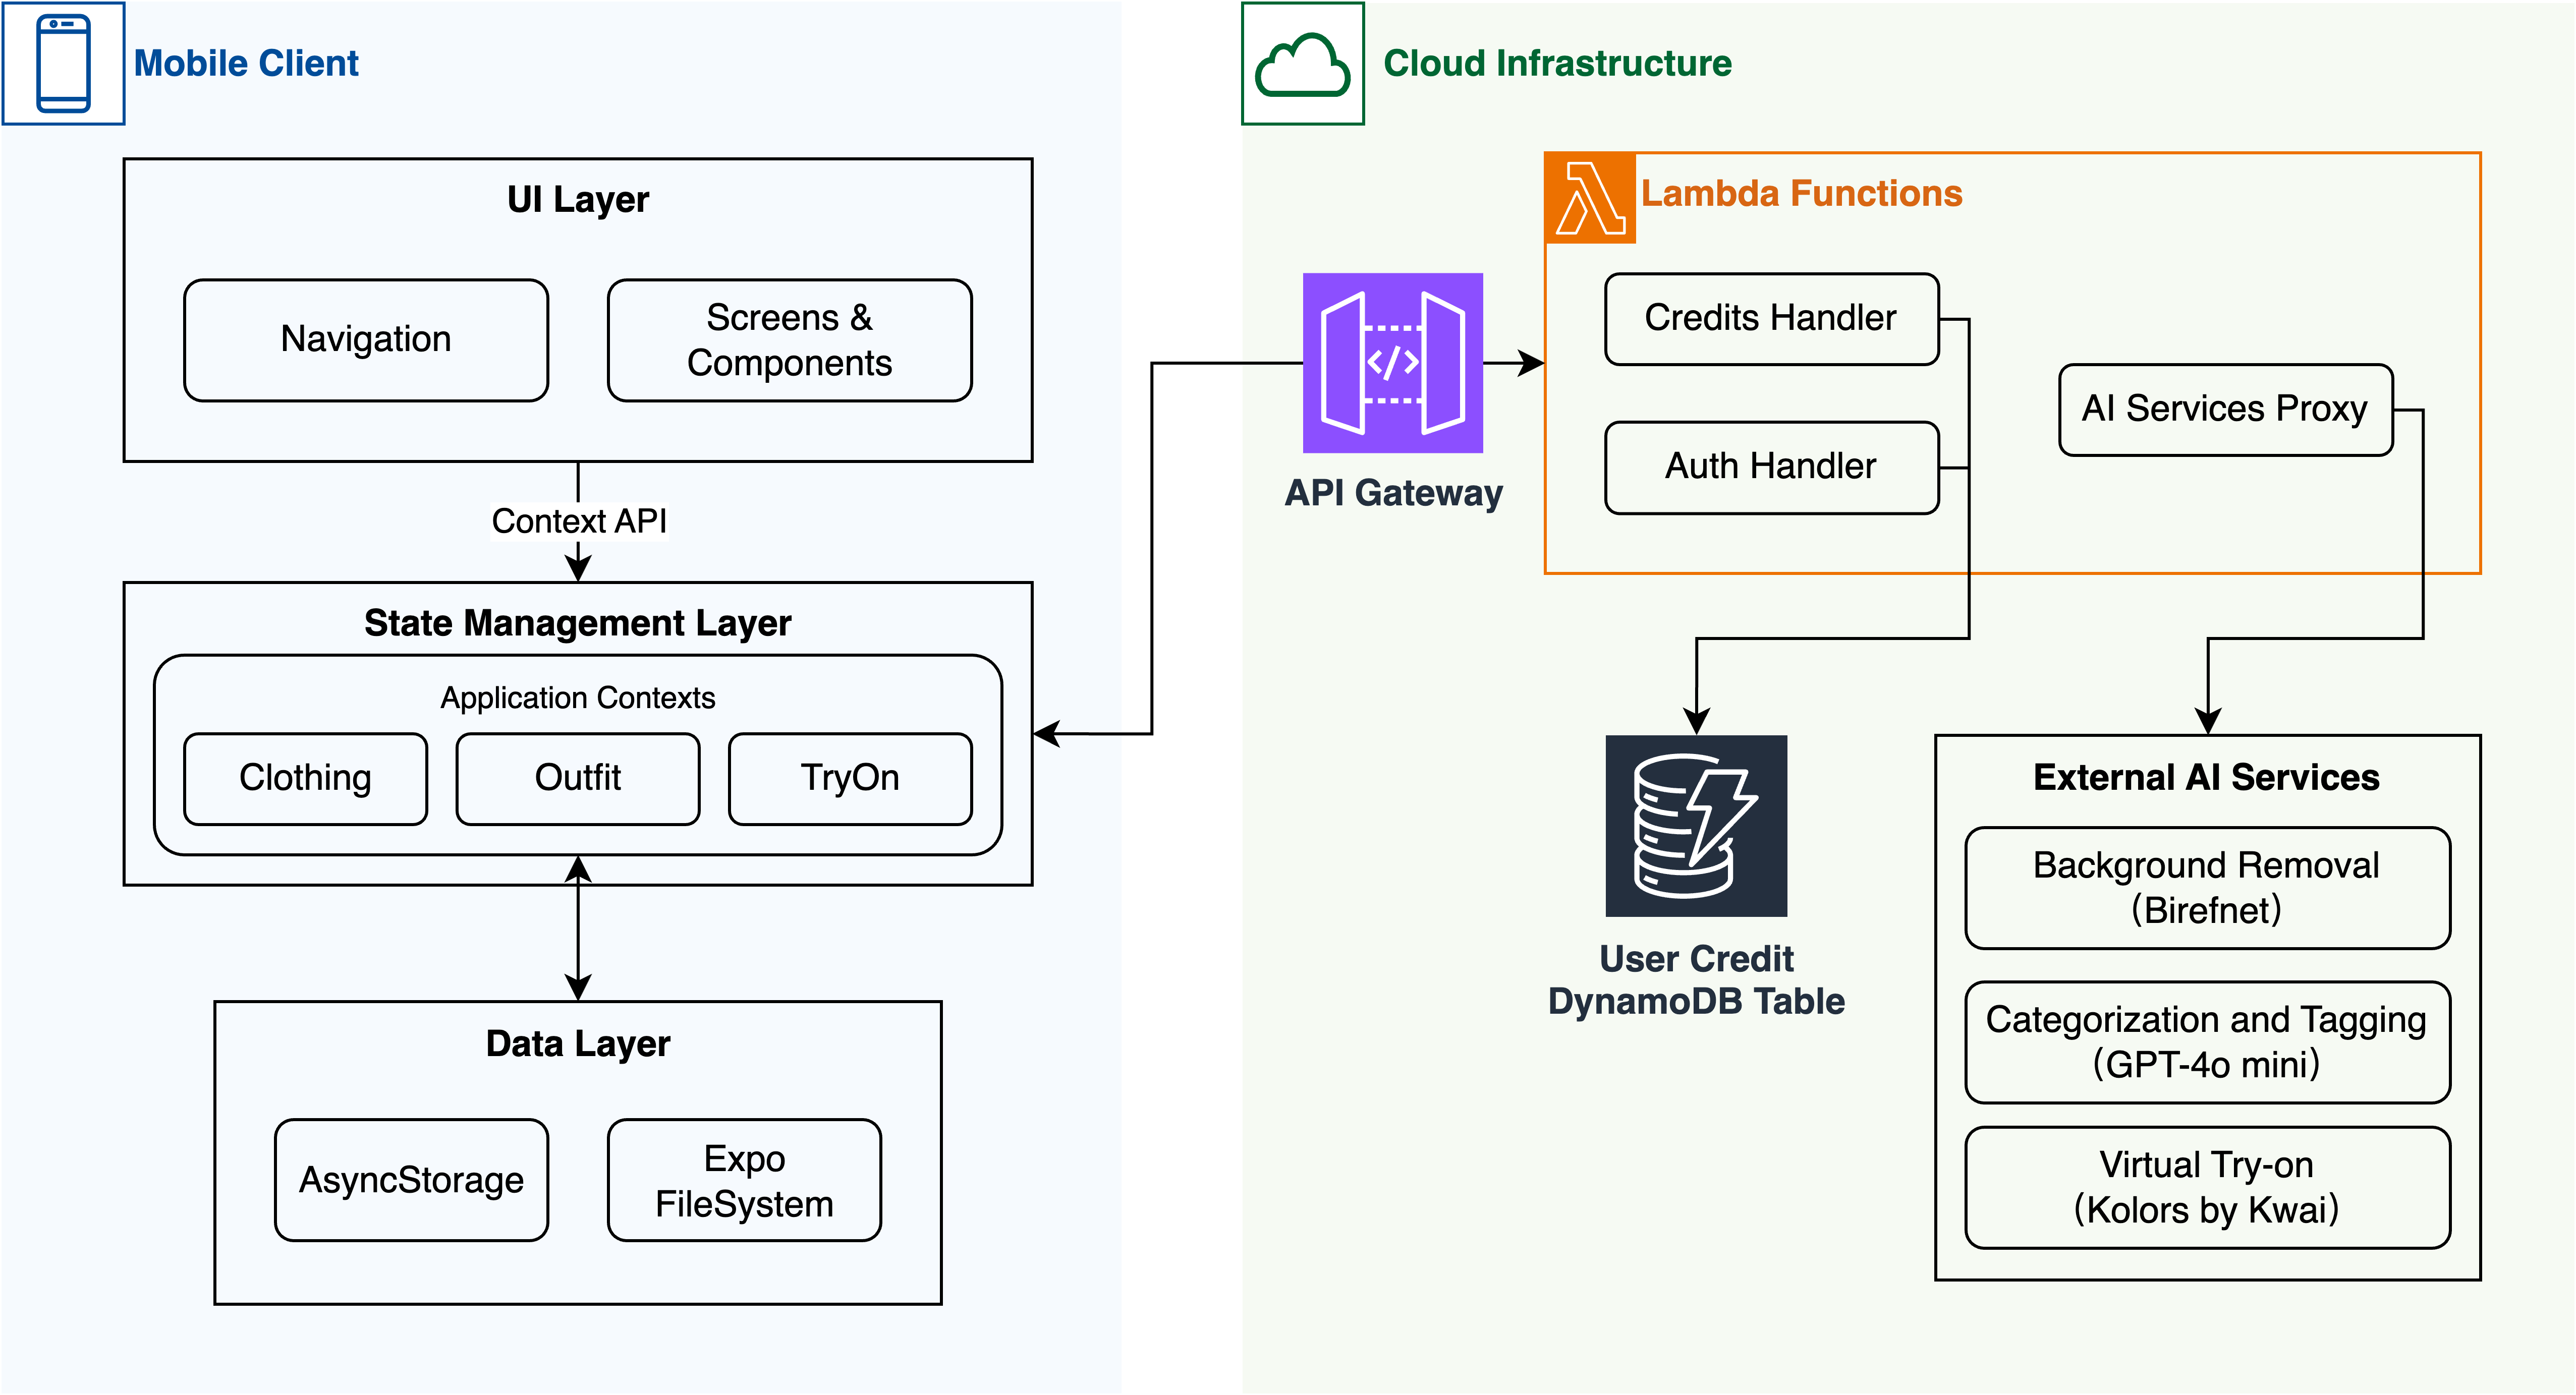 Mobile Client
UI Layer
Navigation
Screens &
Components
Context API
State Management Layer
Application Contexts
Clothing
Outfit
TryOn
Data Layer
AsyncStorage
Expo
FileSystem
Cloud Infrastructure
Lambda Functions
</>
API Gateway
Credits Handler
Auth Handler
AI Services Proxy
User Credit
DynamoDB Table
External AI Services
Background Removal
(Birefnet)
Categorization and Tagging
(GPT-4o mini)
Virtual Try-on
(Kolors by Kwai)